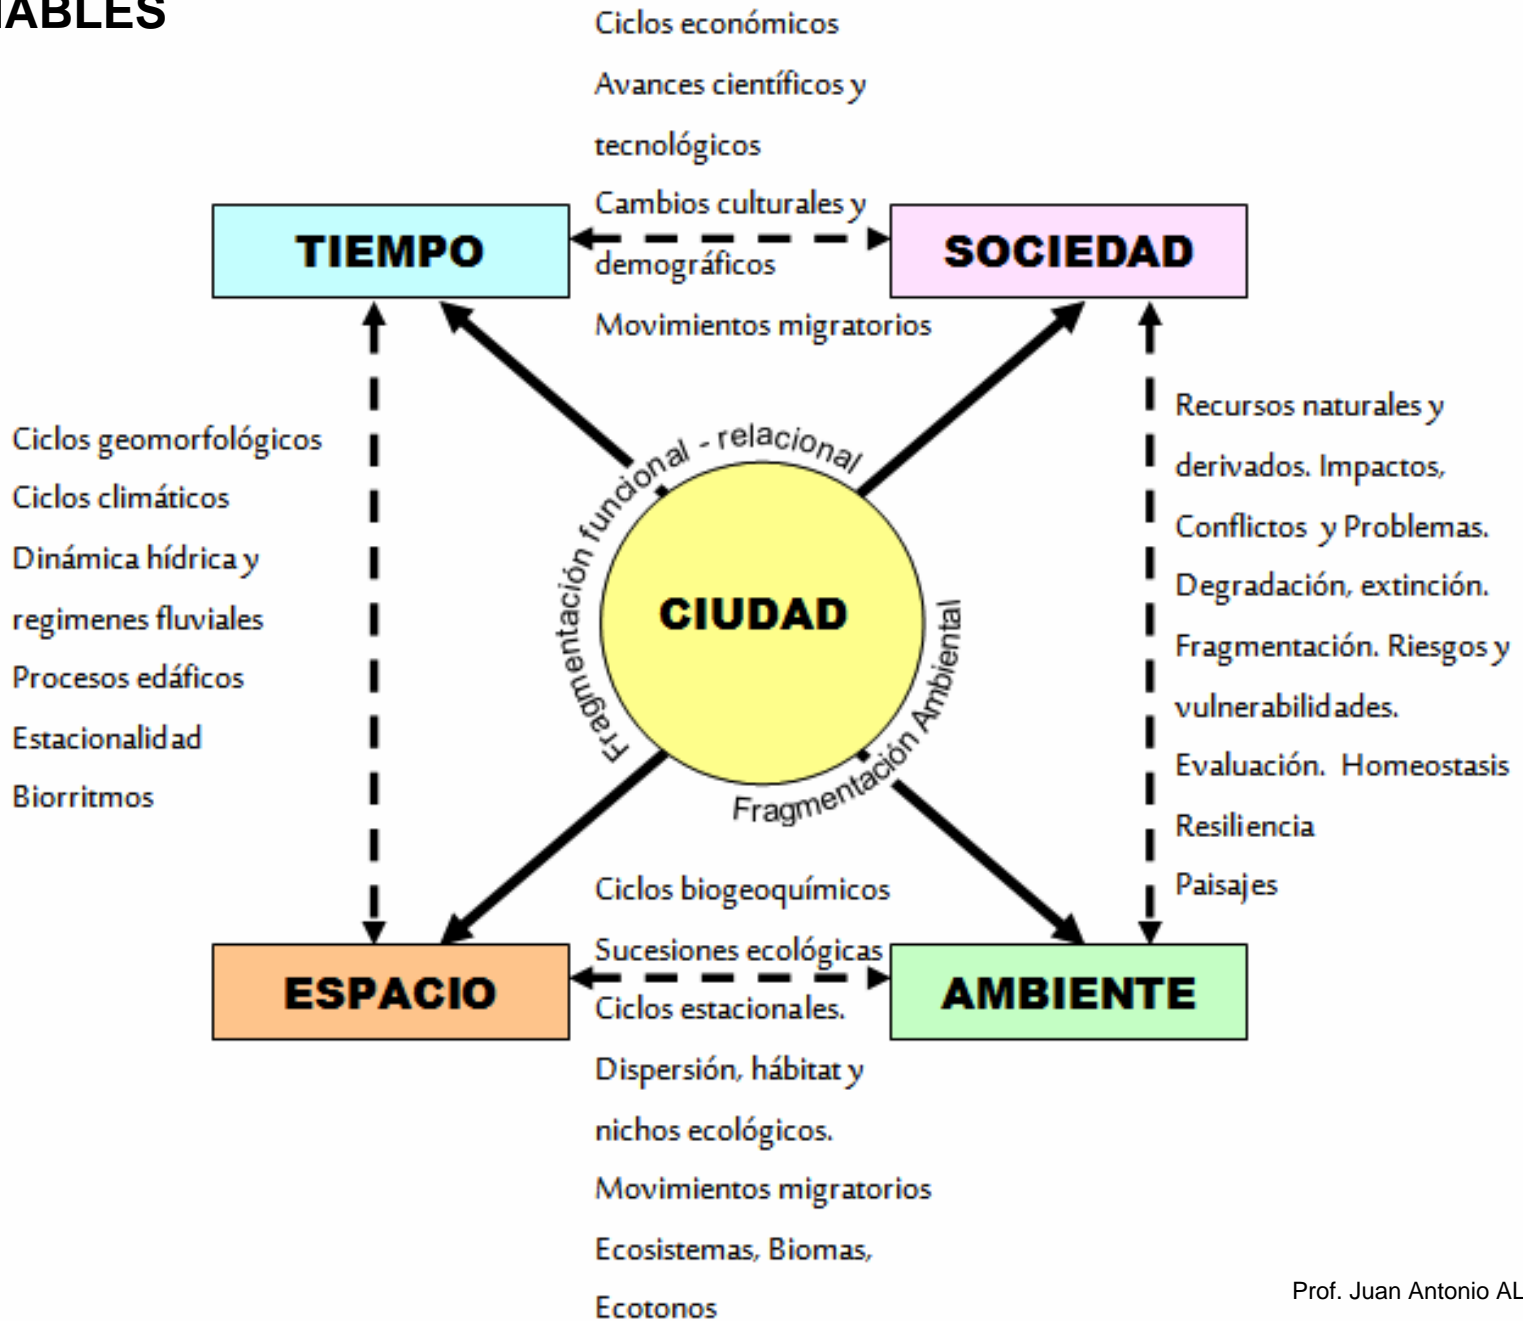 IABLES
Ciclos económicos
Avances científicos y
tecnológicos
Cambios culturales y
demográficos
Movimientos migratorios
TIEMPO
SOCIEDAD
Ciclos geomorfológicos
Ciclos climáticos
Dinámica hídrica y
regimenes fluviales
Procesos edáficos
Estacionalidad
Biorritmos
Fragmentación funcional - relacional
CIUDAD
Fragmentación Ambiental
Recursos naturales y
derivados. Impactos,
Conflictos y Problemas.
Degradación, extinción.
Fragmentación. Riesgos y
vulnerabilidades.
Evaluación. Homeostasis
Resiliencia
Paisajes
ESPACIO
AMBIENTE
Ciclos biogeoquímicos
Sucesiones ecológicas
Ciclos estacionales.
Dispersión, hábitat y
nichos ecológicos.
Movimientos migratorios
Ecosistemas, Biomas,
Ecotonos
Prof. Juan Antonio AL